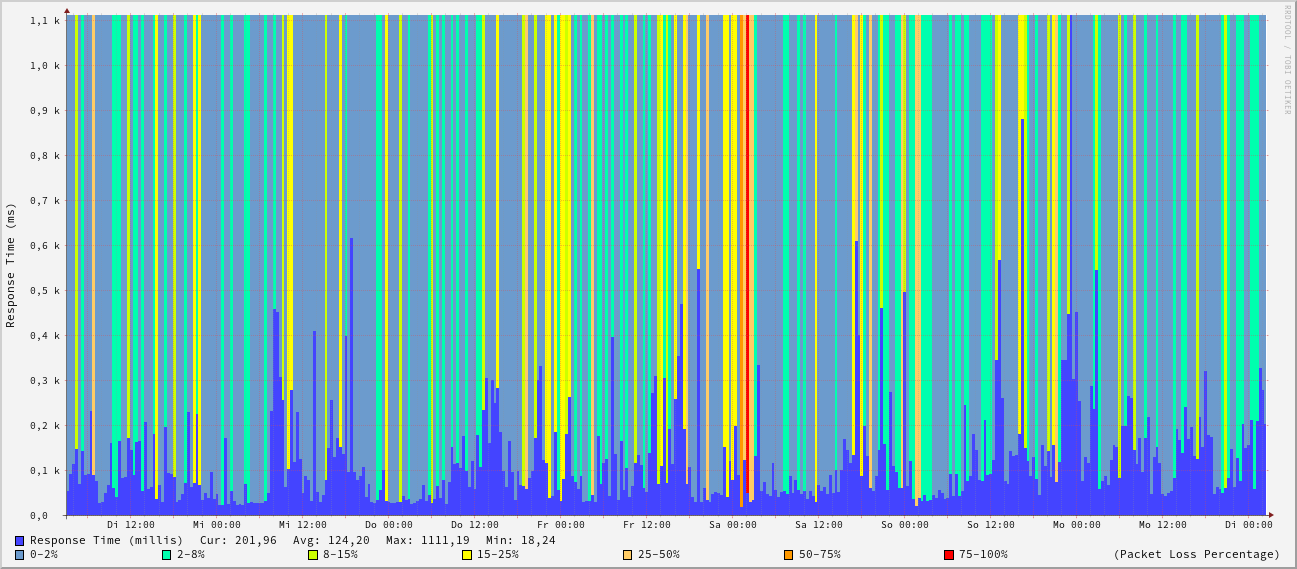 1,1 k
1,0 k
0,9 k
0,8 k
0,7 k
0,6 k
0,5 k
0,4 k
0,3 k
0,2 k
0,1 k
0,0
Response Time (ms)
RRDTOOL / TOBI OETIKER
Di 12:00 Mi 00:00 Mi 12:00 Do 00:00 Do 12:00 Fr 00:00 Fr 12:00 Sa 00:00 Sa 12:00 So 00:00 So 12:00 Mo 00:00 Mo 12:00 Di 00:00
Response Time (millis) Cur: 201,96 Avg: 124,20 Max: 1111,19 Min: 18,24
0-2% 2-8% 8-15% 15-25% 25-50% 50-75% 75-100% (Packet Loss Percentage)